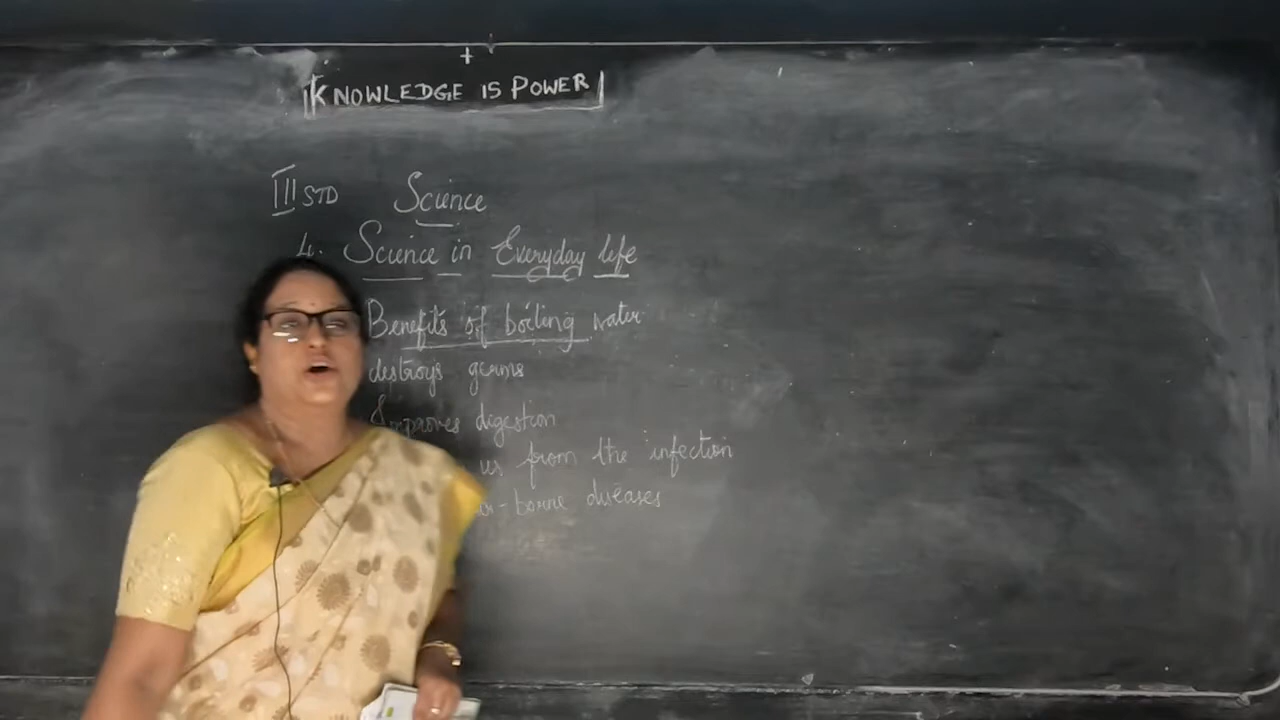 +
KNOWLEDGE IS POWER
III STD Science
4. Science in Everyday life
Benefits of boiling water
destroys germs
Improves digestion
us from the infection
-borne diseases